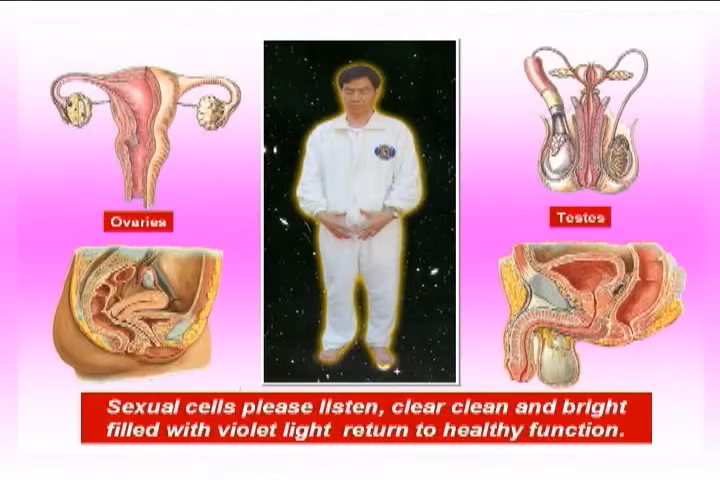 Ovaries
Testes
Sexual cells please listen, clear clean and bright
filled with violet light return to healthy function.